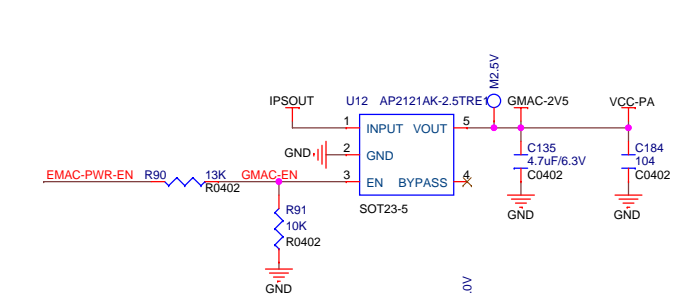 M2.5V
IPSOUT
U12
AP2121AK-2.5TRE1
GMAC-2V5
VCC-PA
1
INPUT
VOUT
5
GND
2
GND
C135
4.7uF/6.3V
C0402
C184
104
C0402
EMAC-PWR-EN
R90
13K
R0402
GMAC-EN
3
EN
BYPASS
4
SOT23-5
GND
GND
R91
10K
R0402
GND
.0V